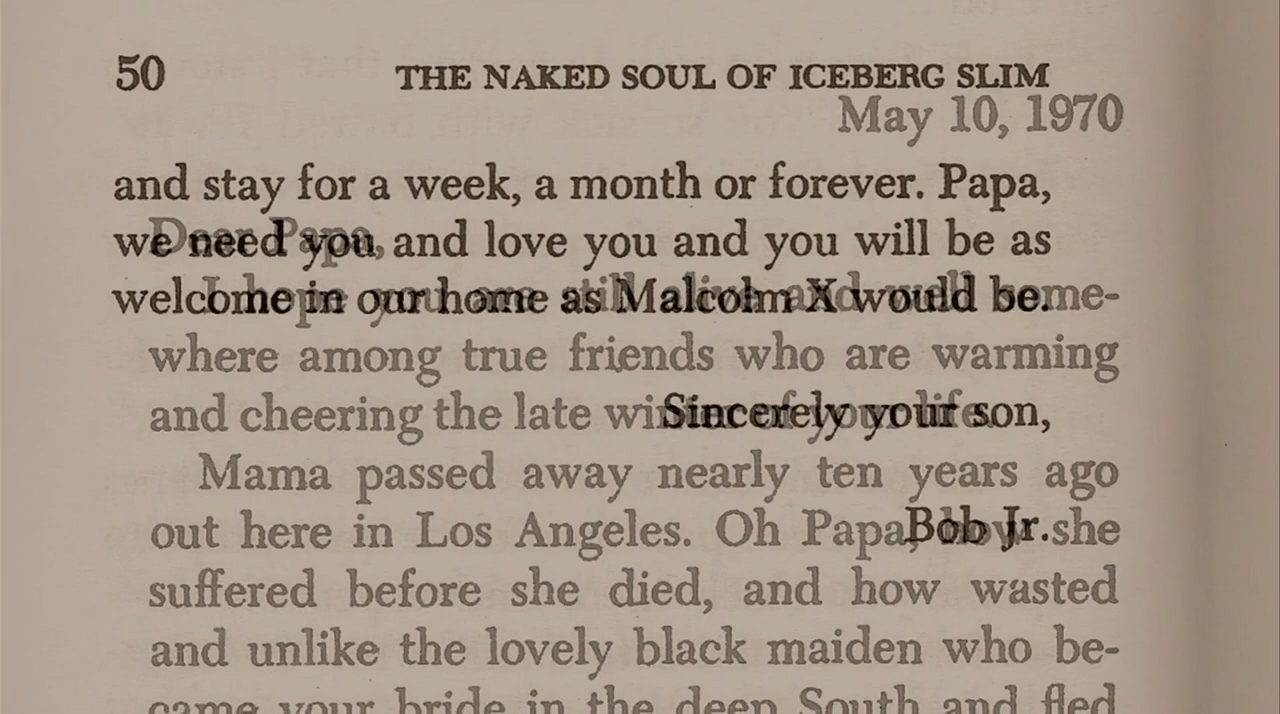 50 THE NAKED SOUL OF ICEBERG SLIM
May 10, 1970
and stay for a week, a month or forever. Papa,
Dear Papa,
we need you, and love you and you will be as
welcome in our home as Malcolm X would be.
I hope you are still alive and well some-
where among true friends who are warming
and cheering the late winter of your life.
Sincerely your son,
Mama passed away nearly ten years ago
out here in Los Angeles. Oh Papa, how she
Bob Jr.
suffered before she died, and how wasted
and unlike the lovely black maiden who be-
came your bride in the deep South and fled